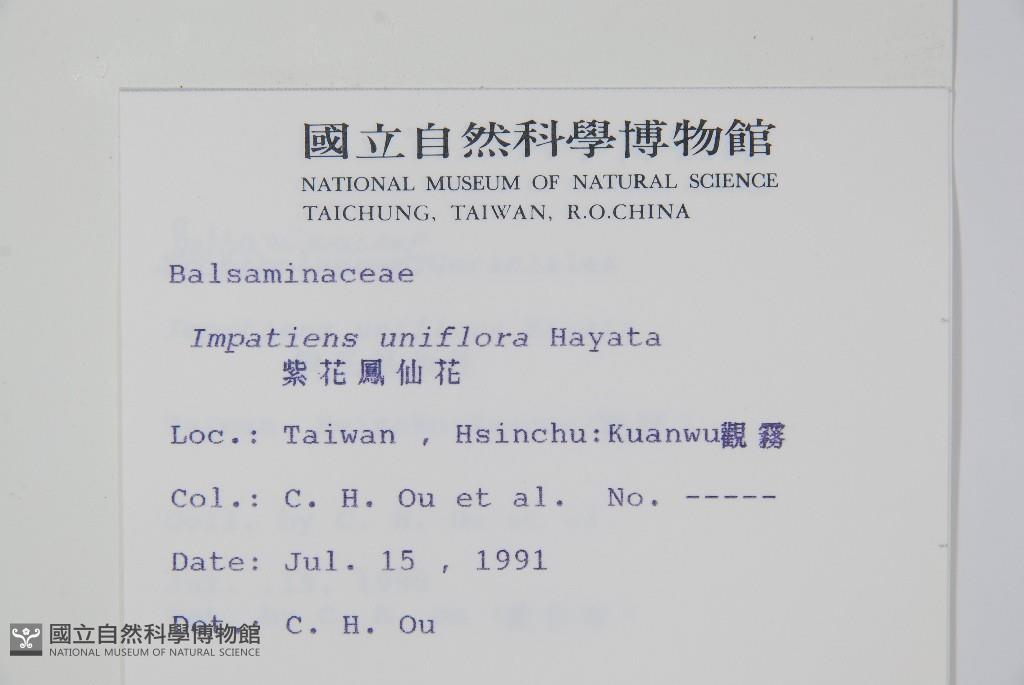 國立自然科學博物館
NATIONAL MUSEUM OF NATURAL SCIENCE
TAICHUNG, TAIWAN, R.O.CHINA
Balsaminaceae
Impatiens uniflora Hayata
紫花鳳仙花
Loc.: Taiwan , Hsinchu:Kuanwu觀霧
Col.: C. H. Ou et al. No. -----
Date: Jul. 15 , 1991
Det.: C. H. Ou
國立自然科學博物館
NATIONAL MUSEUM OF NATURAL SCIENCE